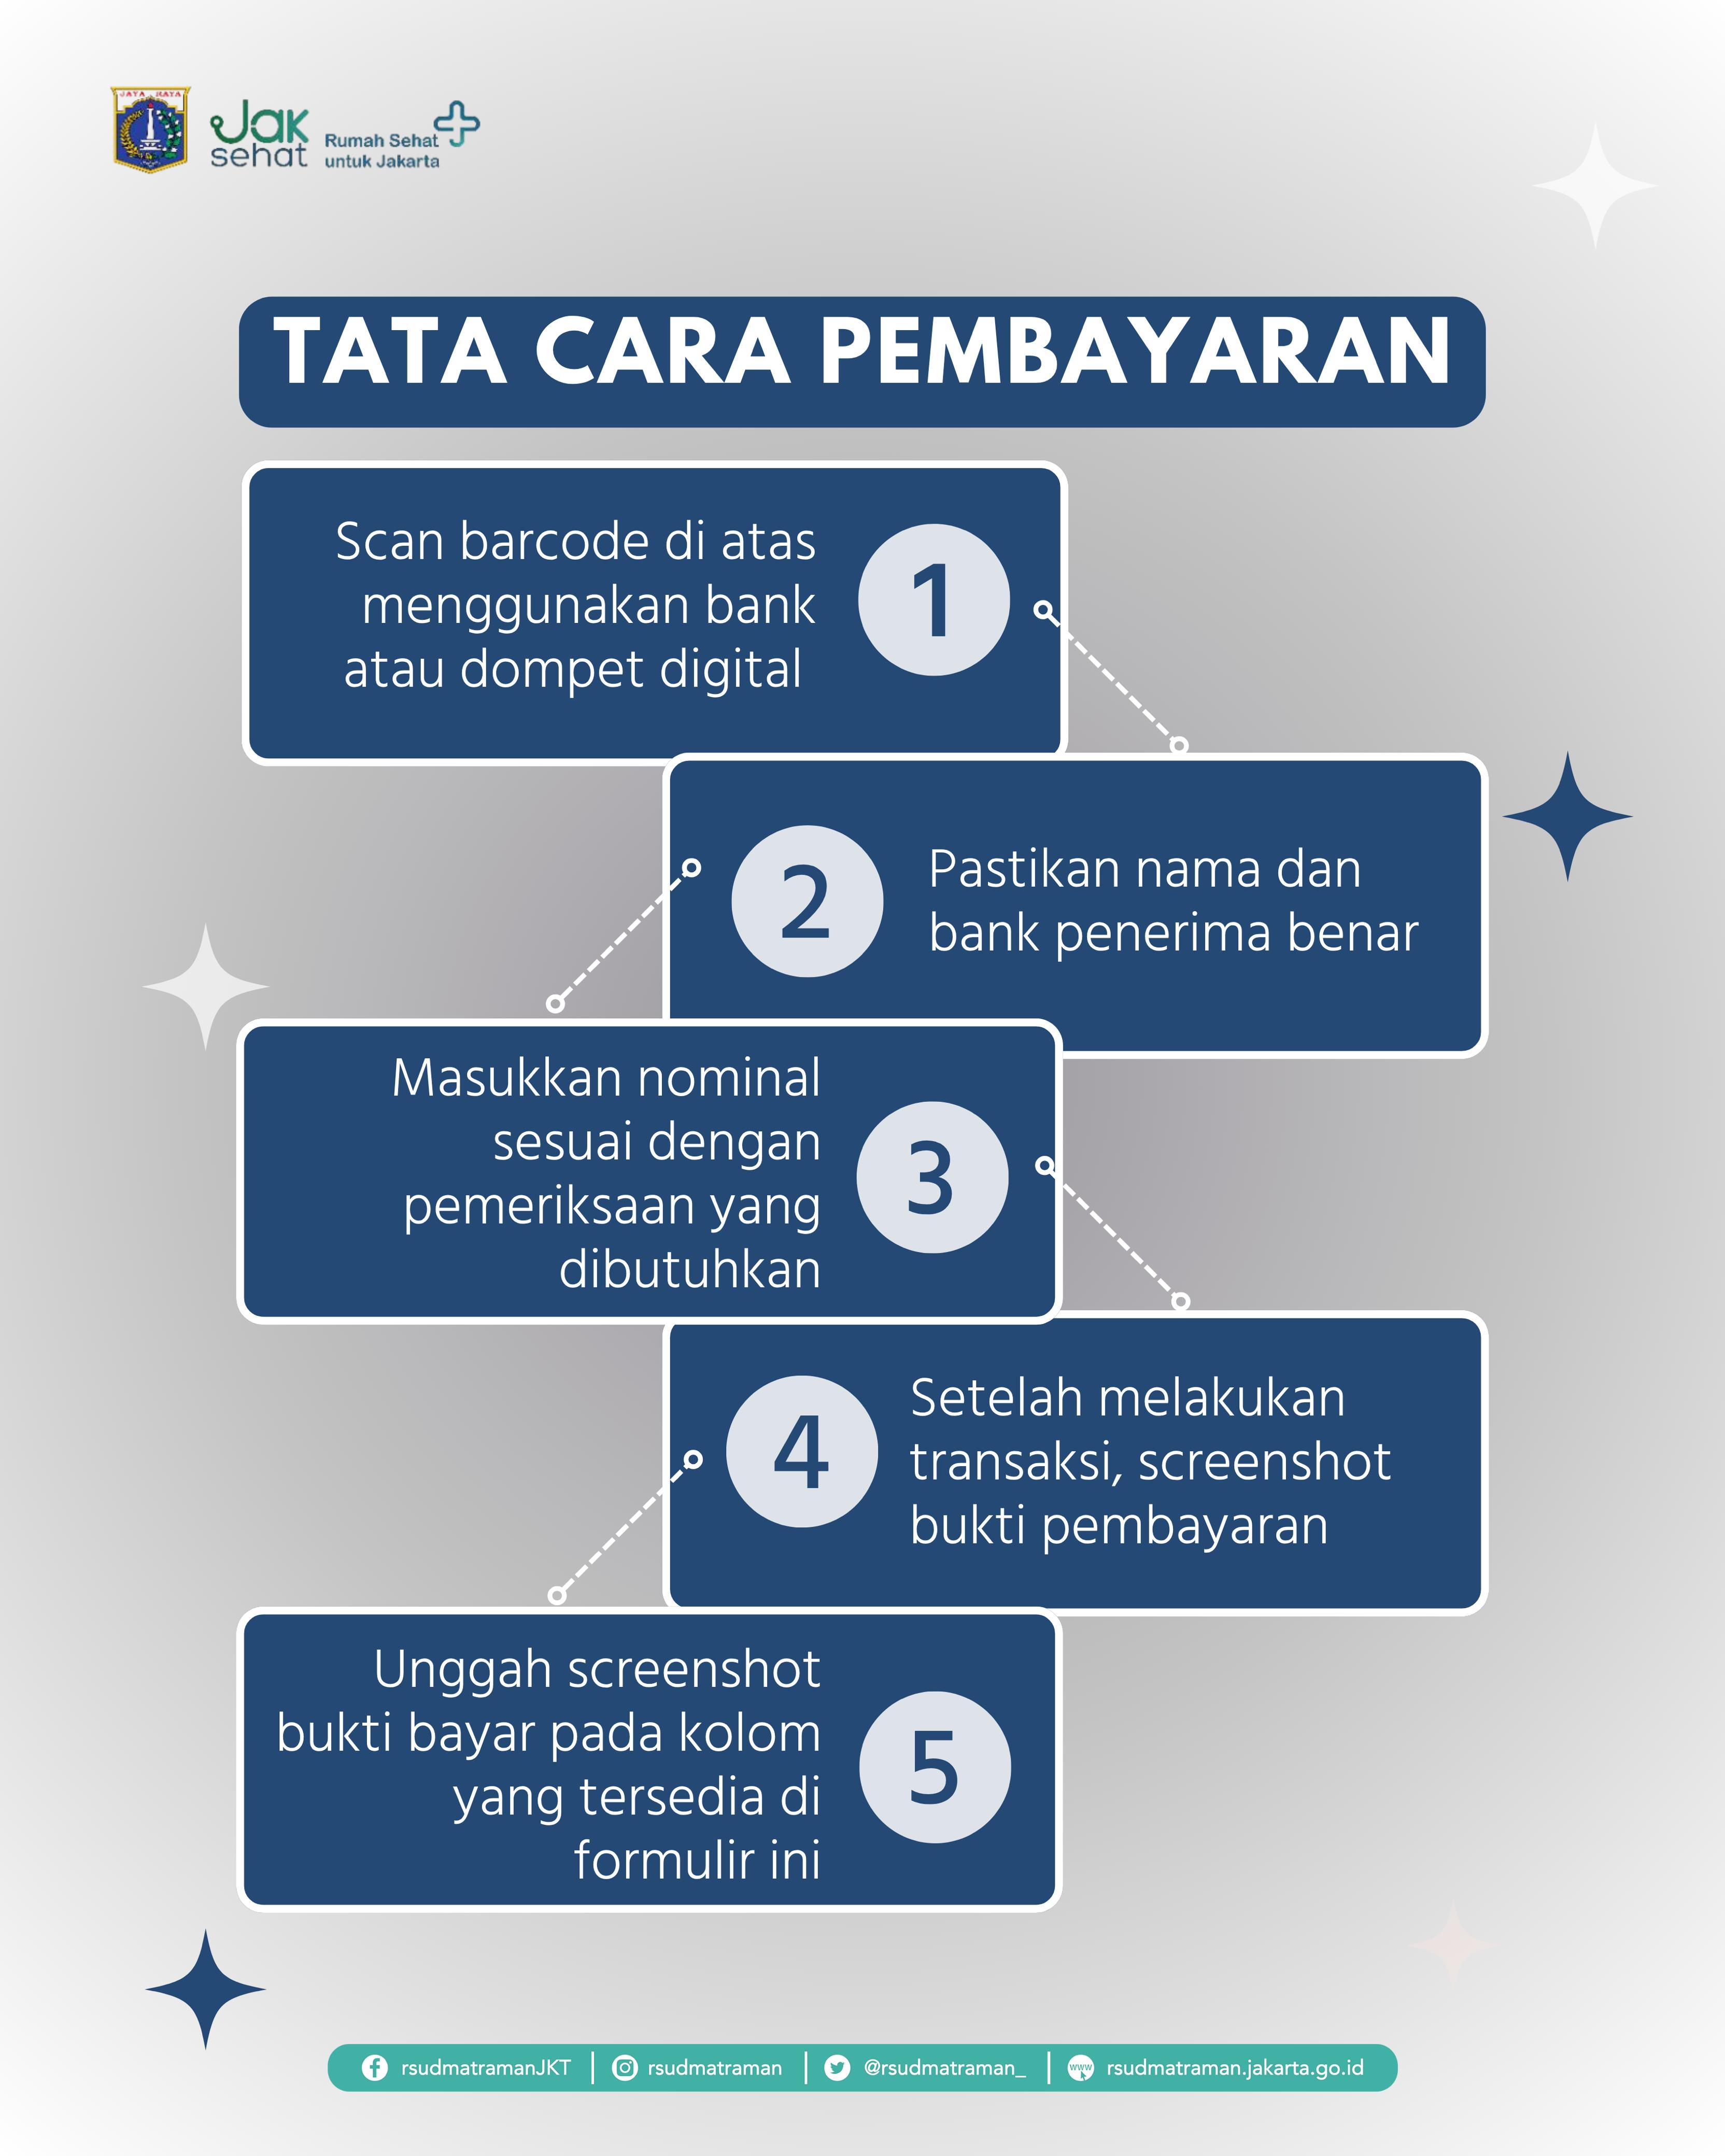 JAYA RAYA
Jak
sehat
Rumah Sehat
untuk Jakarta
TATA CARA PEMBAYARAN
Scan barcode di atas
menggunakan bank
atau dompet digital
1
2
Pastikan nama dan
bank penerima benar
Masukkan nominal
sesuai dengan
pemeriksaan yang
dibutuhkan
3
4
Setelah melakukan
transaksi, screenshot
bukti pembayaran
Unggah screenshot
bukti bayar pada kolom
yang tersedia di
formulir ini
5
rsudmatramanJKT
rsudmatraman
@rsudmatraman_
www
rsudmatraman.jakarta.go.id